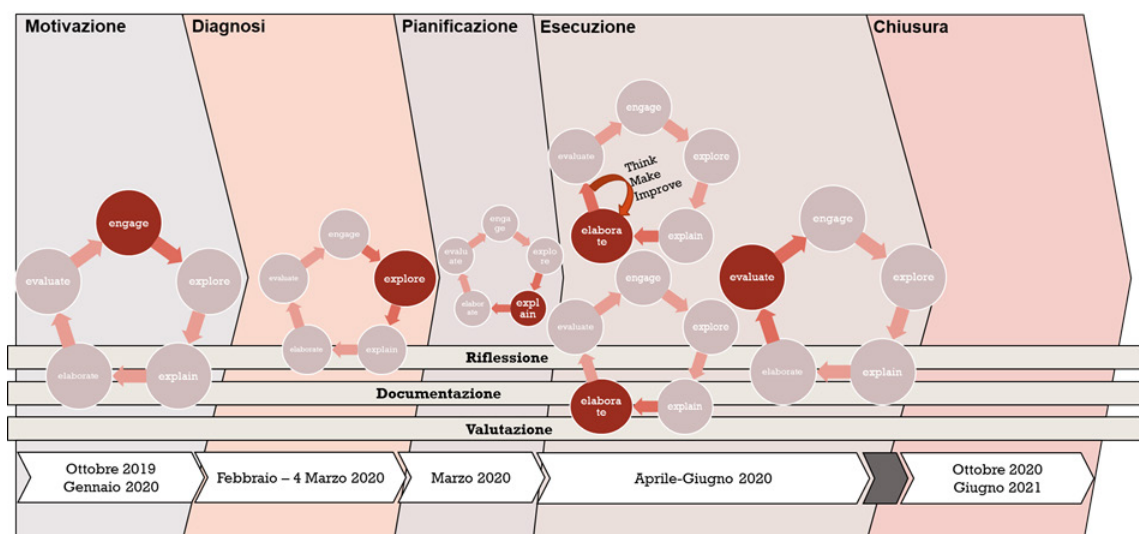 Motivazione
Diagnosi
Pianificazione
Esecuzione
Chiusura
engage
explore
explain
elaborate
evaluate
engage
explore
explain
elaborate
evaluate
enga
ge
explo
re
expl
ain
elabor
ate
evalu
ate
engage
explore
explain
elabora
te
evaluate
Think
Make
Improve
engage
explore
explain
elabora
te
evaluate
engage
explore
explain
elaborate
evaluate
Riflessione
Documentazione
Valutazione
Ottobre 2019
Gennaio 2020
Febbraio – 4 Marzo 2020
Marzo 2020
Aprile-Giugno 2020
Ottobre 2020
Giugno 2021